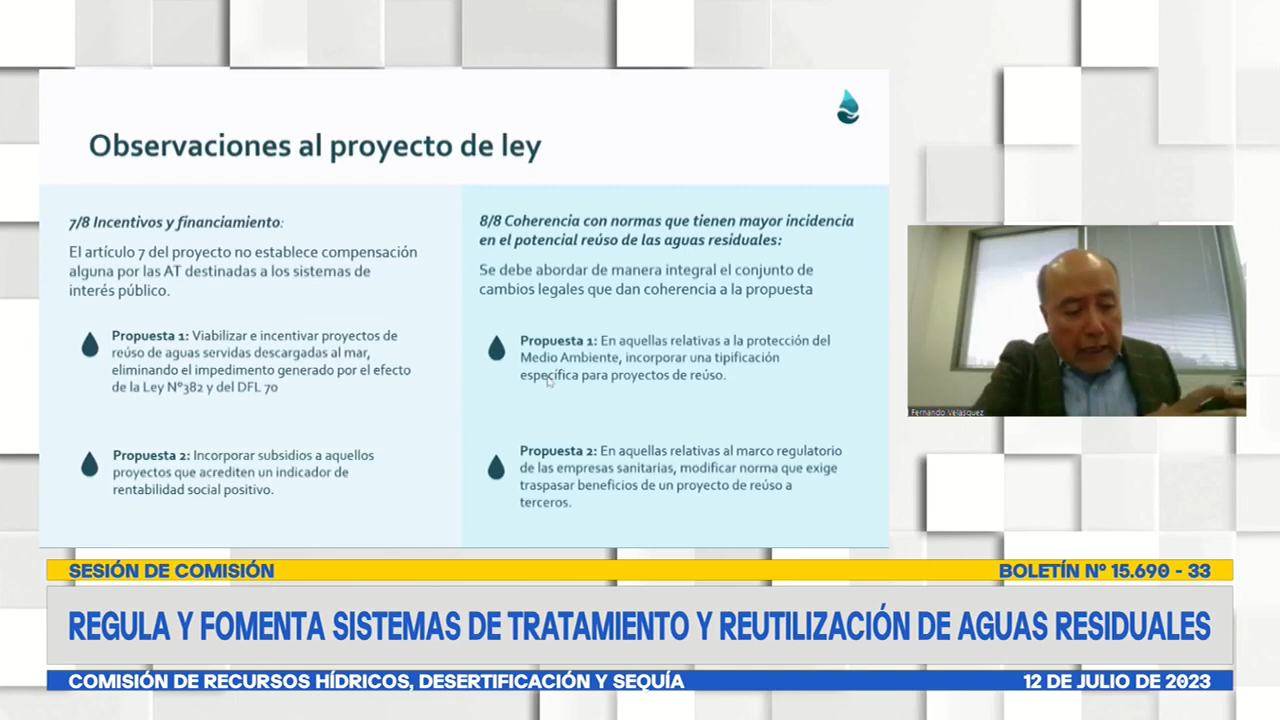 Observaciones al proyecto de ley
7/8 Incentivos y financiamiento:
El artículo 7 del proyecto no establece compensación
alguna por las AT destinadas a los sistemas de
interés público.
Propuesta 1: Viabilizar e incentivar proyectos de
reúso de aguas servidas descargadas al mar,
eliminando el impedimento generado por el efecto
de la Ley N°382 y del DFL 70
Propuesta 2: Incorporar subsidios a aquellos
proyectos que acrediten un indicador de
rentabilidad social positivo.
8/8 Coherencia con normas que tienen mayor incidencia
en el potencial reúso de las aguas residuales:
Se debe abordar de manera integral el conjunto de
cambios legales que dan coherencia a la propuesta
Propuesta 1: En aquellas relativas a la protección del
Medio Ambiente, incorporar una tipificación
específica para proyectos de reúso.
Propuesta 2: En aquellas relativas al marco regulatorio
de las empresas sanitarias, modificar norma que exige
traspasar beneficios de un proyecto de reúso a
terceros.
Fernando Velasquez
SESIÓN DE COMISIÓN
BOLETÍN N° 15.690 - 33
REGULA Y FOMENTA SISTEMAS DE TRATAMIENTO Y REUTILIZACIÓN DE AGUAS RESIDUALES
COMISIÓN DE RECURSOS HÍDRICOS, DESERTIFICACIÓN Y SEQUÍA
12 DE JULIO DE 2023